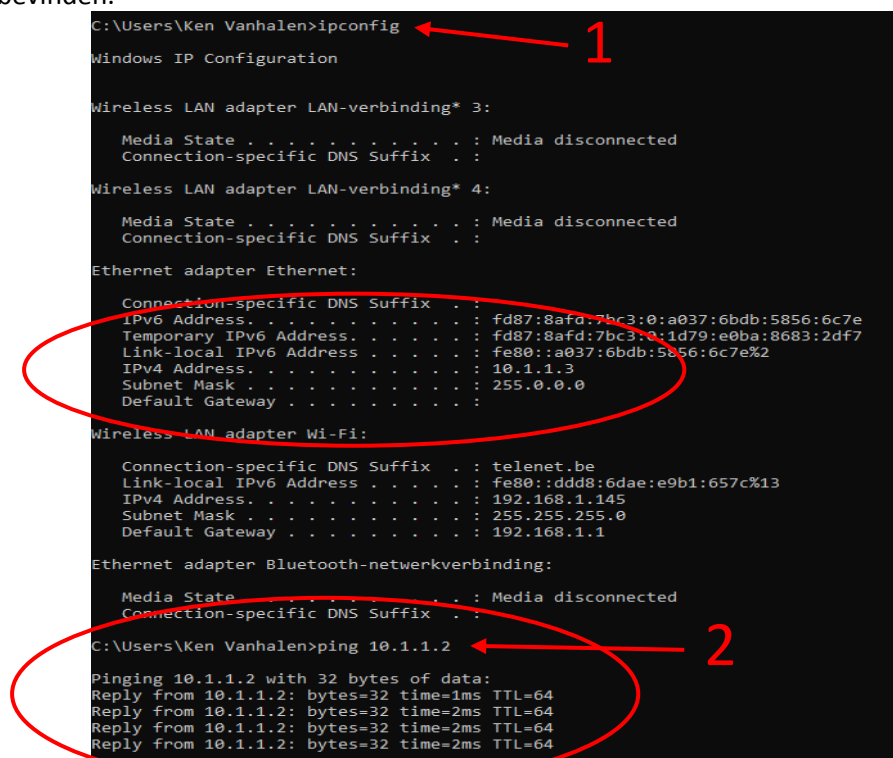 bevinden.
C:\Users\Ken Vanhalen>ipconfig
1
Windows IP Configuration
Wireless LAN adapter LAN-verbinding* 3:
Media State . . . . . . . . . . . : Media disconnected
Connection-specific DNS Suffix . :
Wireless LAN adapter LAN-verbinding* 4:
Media State . . . . . . . . . . . : Media disconnected
Connection-specific DNS Suffix . :
Ethernet adapter Ethernet:
Connection-specific DNS Suffix . :
IPv6 Address. . . . . . . . . . . : fd87:8afd:7bc3:0:a037:6bdb:5856:6c7e
Temporary IPv6 Address. . . . . . : fd87:8afd:7bc3:0:1d79:e0ba:8683:2df7
Link-local IPv6 Address . . . . . : fe80::a037:6bdb:5856:6c7e%2
IPv4 Address. . . . . . . . . . . : 10.1.1.3
Subnet Mask . . . . . . . . . . . : 255.0.0.0
Default Gateway . . . . . . . . . :
Wireless LAN adapter Wi-Fi:
Connection-specific DNS Suffix . : telenet.be
Link-local IPv6 Address . . . . . : fe80::ddd8:6dae:e9b1:657c%13
IPv4 Address. . . . . . . . . . . : 192.168.1.145
Subnet Mask . . . . . . . . . . . : 255.255.255.0
Default Gateway . . . . . . . . . : 192.168.1.1
Ethernet adapter Bluetooth-netwerkverbinding:
Media State . . . . . . . . . . . : Media disconnected
Connection-specific DNS Suffix . :
C:\Users\Ken Vanhalen>ping 10.1.1.2
2
Pinging 10.1.1.2 with 32 bytes of data:
Reply from 10.1.1.2: bytes=32 time=1ms TTL=64
Reply from 10.1.1.2: bytes=32 time=2ms TTL=64
Reply from 10.1.1.2: bytes=32 time=2ms TTL=64
Reply from 10.1.1.2: bytes=32 time=2ms TTL=64